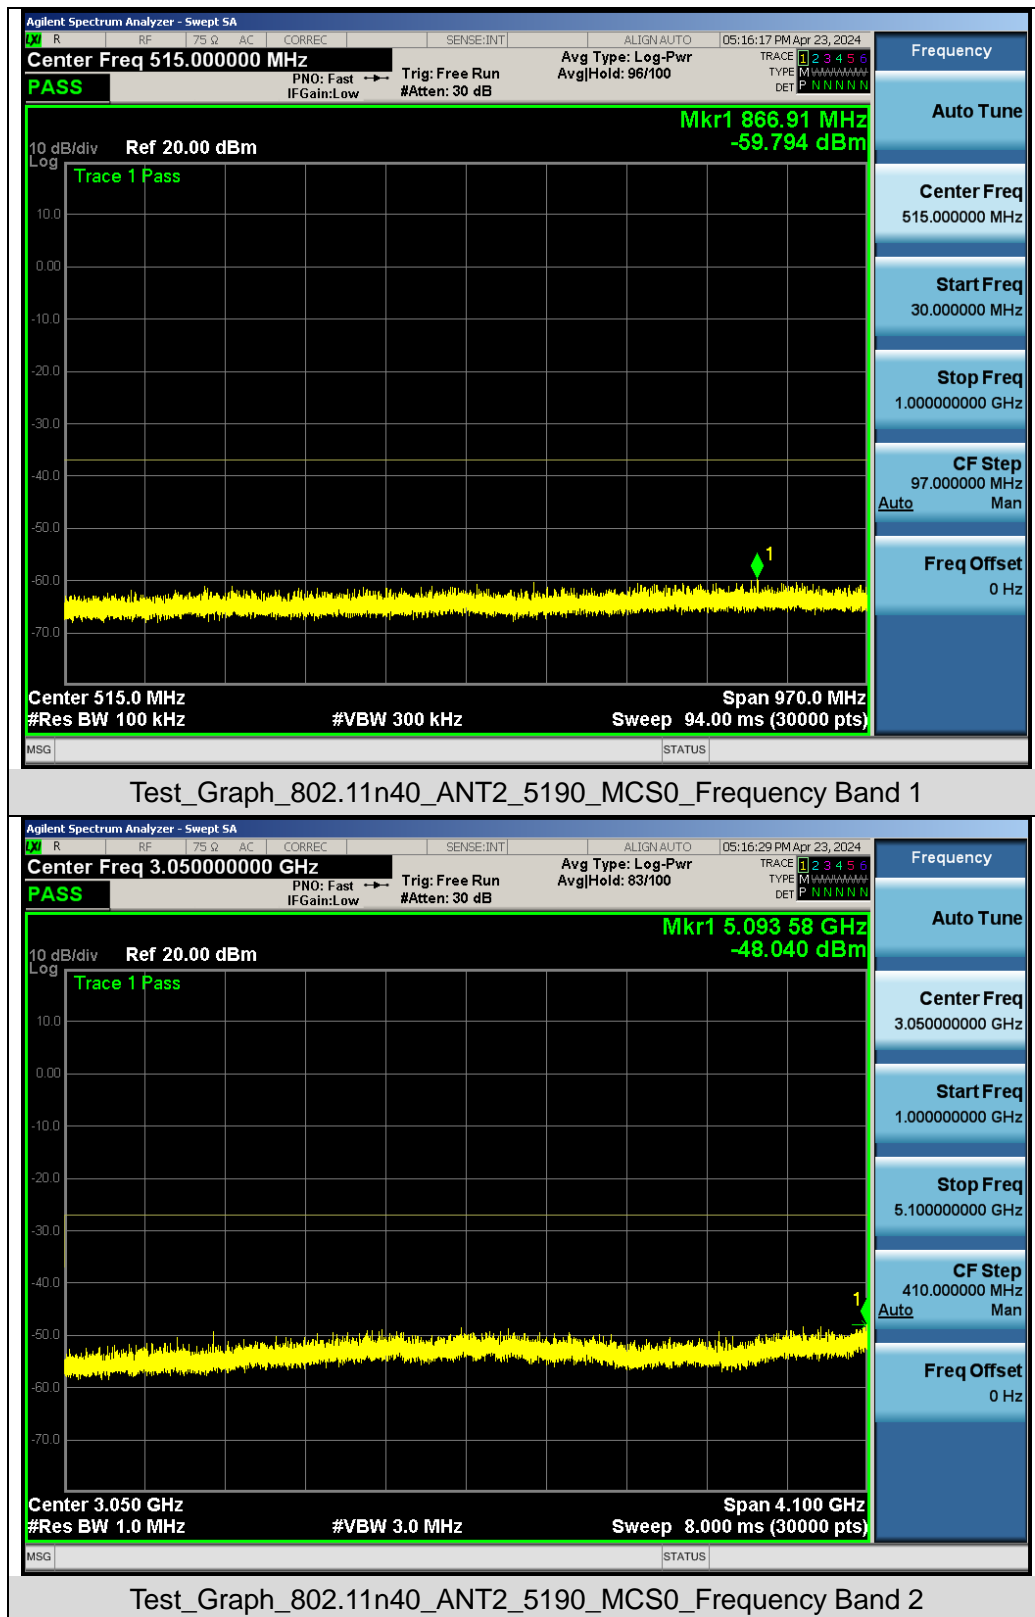 Agilent Spectrum Analyzer - Swept SA
LXI R RF 75 Ω AC CORREC SENSE:INT ALIGN AUTO 05:16:17 PM Apr 23, 2024
Center Freq 515.000000 MHz
PASS
PNO: Fast
IFGain:Low
Trig: Free Run
#Atten: 30 dB
Avg Type: Log-Pwr
Avg|Hold: 96/100
TRACE 1 2 3 4 5 6
TYPE M WWWWW
DET P N N N N N
Mkr1 866.91 MHz
-59.794 dBm
10 dB/div Ref 20.00 dBm
Log
Trace 1 Pass
10.0
0.00
-10.0
-20.0
-30.0
-40.0
-50.0
-60.0
-70.0
1
Center 515.0 MHz Span 970.0 MHz
#Res BW 100 kHz #VBW 300 kHz Sweep 94.00 ms (30000 pts)
MSG STATUS
Frequency
Auto Tune
Center Freq
515.000000 MHz
Start Freq
30.000000 MHz
Stop Freq
1.000000000 GHz
CF Step
97.000000 MHz
Auto Man
Freq Offset
0 Hz
Test_Graph_802.11n40_ANT2_5190_MCS0_Frequency Band 1
Agilent Spectrum Analyzer - Swept SA
LXI R RF 75 Ω AC CORREC SENSE:INT ALIGN AUTO 05:16:29 PM Apr 23, 2024
Center Freq 3.050000000 GHz
PASS
PNO: Fast
IFGain:Low
Trig: Free Run
#Atten: 30 dB
Avg Type: Log-Pwr
Avg|Hold: 83/100
TRACE 1 2 3 4 5 6
TYPE M WWWWW
DET P N N N N N
Mkr1 5.093 58 GHz
-48.040 dBm
10 dB/div Ref 20.00 dBm
Log
Trace 1 Pass
10.0
0.00
-10.0
-20.0
-30.0
-40.0
-50.0
-60.0
-70.0
1
Center 3.050 GHz Span 4.100 GHz
#Res BW 1.0 MHz #VBW 3.0 MHz Sweep 8.000 ms (30000 pts)
MSG STATUS
Frequency
Auto Tune
Center Freq
3.050000000 GHz
Start Freq
1.000000000 GHz
Stop Freq
5.100000000 GHz
CF Step
410.000000 MHz
Auto Man
Freq Offset
0 Hz
Test_Graph_802.11n40_ANT2_5190_MCS0_Frequency Band 2